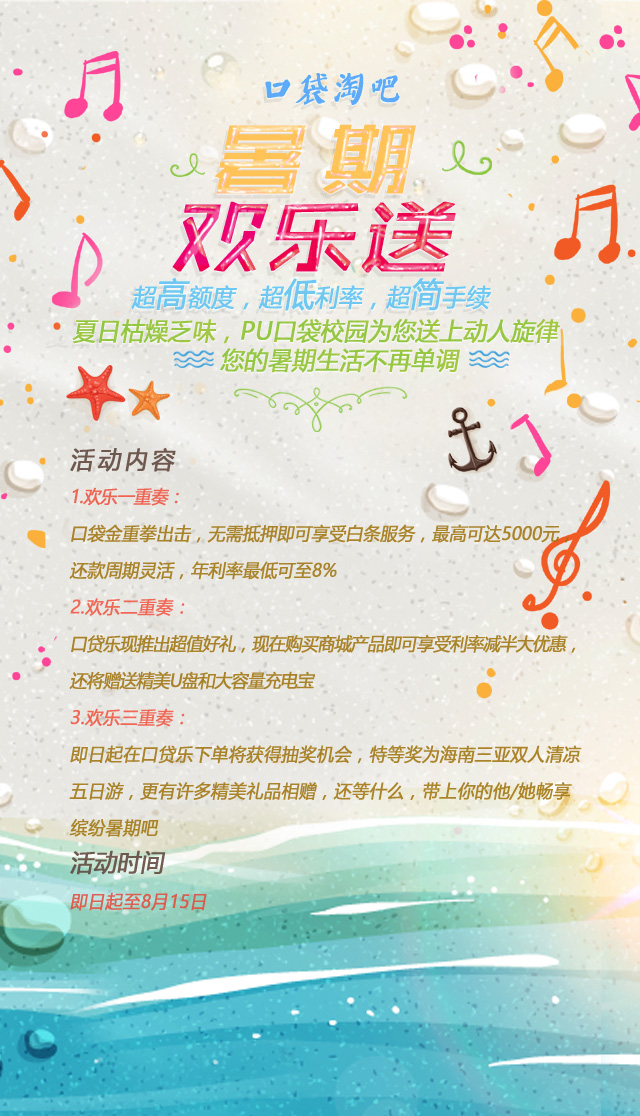 口袋淘吧
暑期
欢乐送
超高额度，超低利率，超简手续
夏日枯燥乏味，PU口袋校园为您送上动人旋律
您的暑期生活不再单调
活动内容
1.欢乐一重奏：
口袋金重拳出击，无需抵押即可享受白条服务，最高可达5000元
还款周期灵活，年利率最低可至8%
2.欢乐二重奏：
口贷乐现推出超值好礼，现在购买商城产品即可享受利率减半大优惠，
还将赠送精美U盘和大容量充电宝
3.欢乐三重奏：
即日起在口贷乐下单将获得抽奖机会，特等奖为海南三亚双人清凉
五日游，更有许多精美礼品相赠，还等什么，带上你的他/她畅享
缤纷暑期吧
活动时间
即日起至8月15日